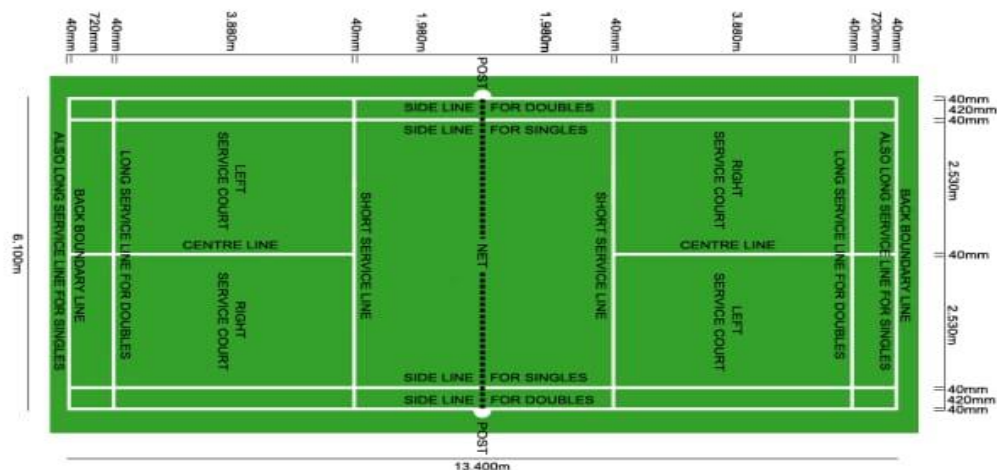 40mm
720mm
40mm
3.880m
40mm
1.980m
1.980m
40mm
3.880m
40mm
720mm
40mm
POST
SIDE LINE FOR DOUBLES
SIDE LINE FOR SINGLES
40mm
420mm
40mm
ALSO LONG SERVICE LINE FOR SINGLES
BACK BOUNDARY LINE
LONG SERVICE LINE FOR DOUBLES
LEFT
SERVICE COURT
SHORT SERVICE LINE
SHORT SERVICE LINE
RIGHT
SERVICE COURT
LONG SERVICE LINE FOR DOUBLES
ALSO LONG SERVICE LINE FOR SINGLES
BACK BOUNDARY LINE
2.530m
6.100m
CENTRE LINE
NET
CENTRE LINE
40mm
RIGHT
SERVICE COURT
LEFT
SERVICE COURT
2.530m
SIDE LINE FOR SINGLES
SIDE LINE FOR DOUBLES
40mm
420mm
40mm
POST
13.400m